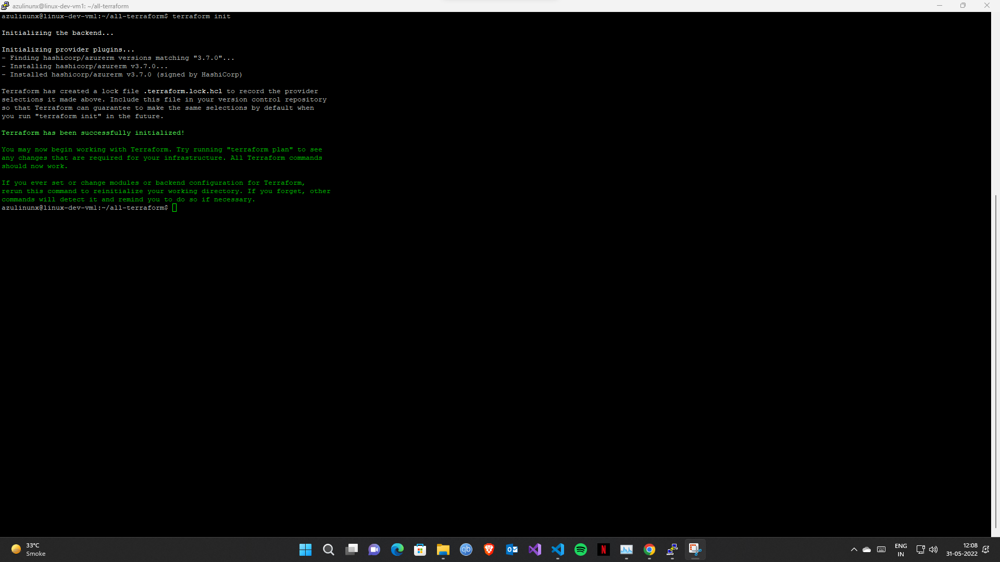 azulinunx@linux-dev-vm1: ~/all-terraform
azulinunx@linux-dev-vm1:~/all-terraform$ terraform init
Initializing the backend...
Initializing provider plugins...
- Finding hashicorp/azurerm versions matching "3.7.0"...
- Installing hashicorp/azurerm v3.7.0...
- Installed hashicorp/azurerm v3.7.0 (signed by HashiCorp)
Terraform has created a lock file .terraform.lock.hcl to record the provider
selections it made above. Include this file in your version control repository
so that Terraform can guarantee to make the same selections by default when
you run "terraform init" in the future.
Terraform has been successfully initialized!
You may now begin working with Terraform. Try running "terraform plan" to see
any changes that are required for your infrastructure. All Terraform commands
should now work.
If you ever set or change modules or backend configuration for Terraform,
rerun this command to reinitialize your working directory. If you forget, other
commands will detect it and remind you to do so if necessary.
azulinunx@linux-dev-vm1:~/all-terraform$
33°C
Smoke
qb
N
ENG
IN
12:08
31-05-2022